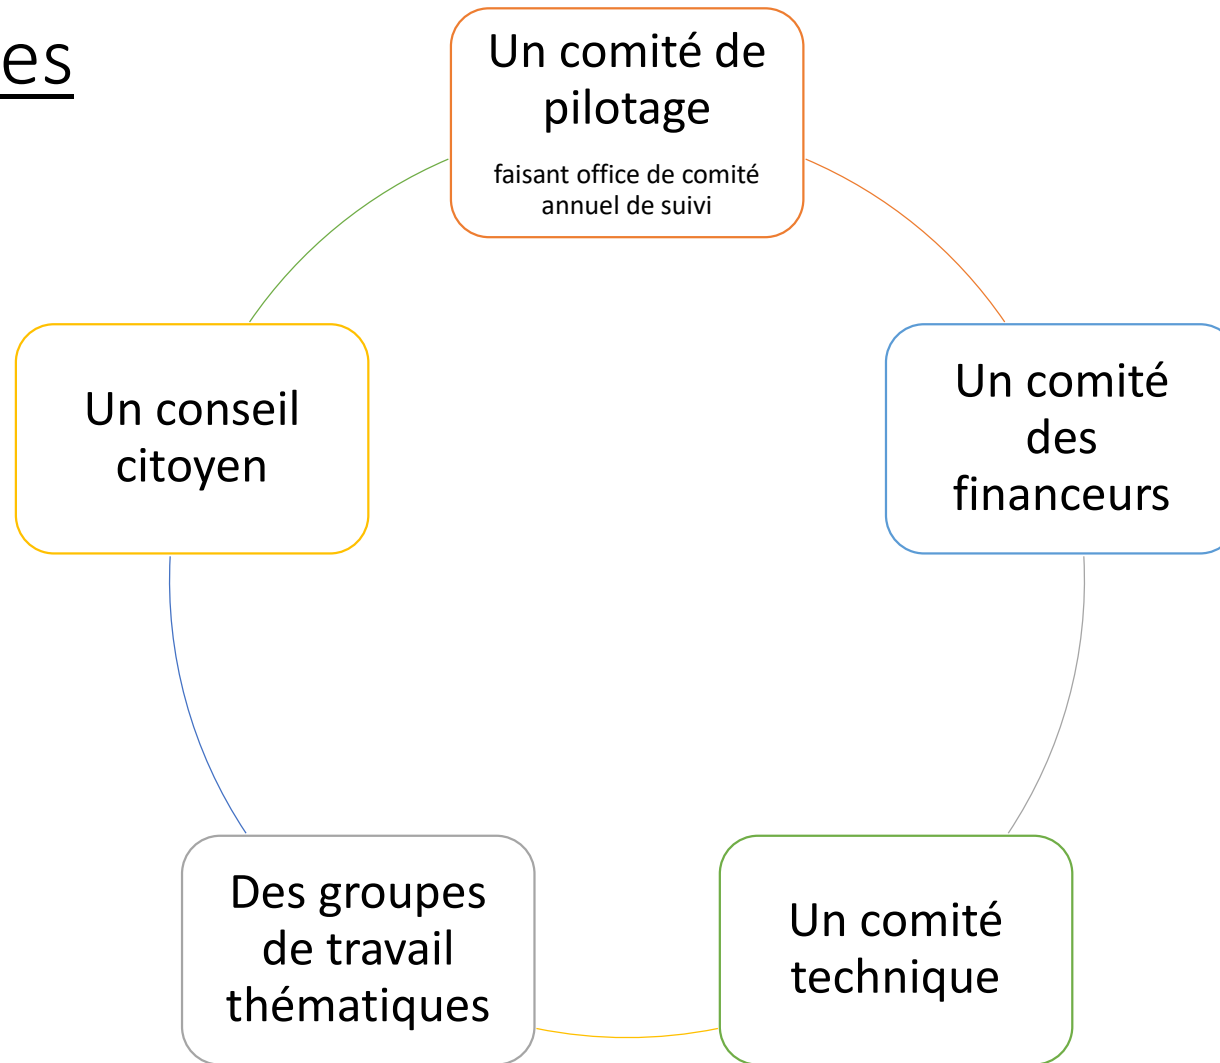 es
Un comité de
pilotage
faisant office de comité
annuel de suivi
Un conseil
citoyen
Un comité
des
financeurs
Des groupes
de travail
thématiques
Un comité
technique